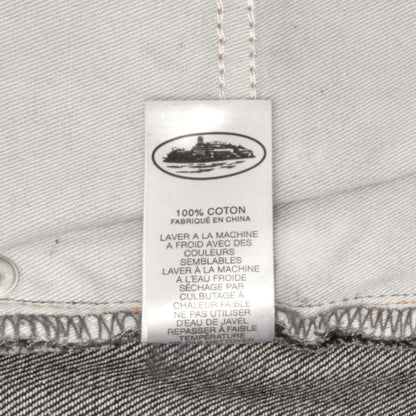 100% COTON
FABRIQUÉ EN CHINA
LAVER A LA MACHINE
A FROID AVEC DES
COULEURS
SEMBLABLES
LAVER À LA MACHINE
A L'EAU FROIDE
SÉCHAGE PAR
CULBUTAGE À
CHALEUR FAIBLE
NE PAS UTILISER
D'EAU DE JAVEL
REPASSER À FAIBLE
TEMPÉRATURE